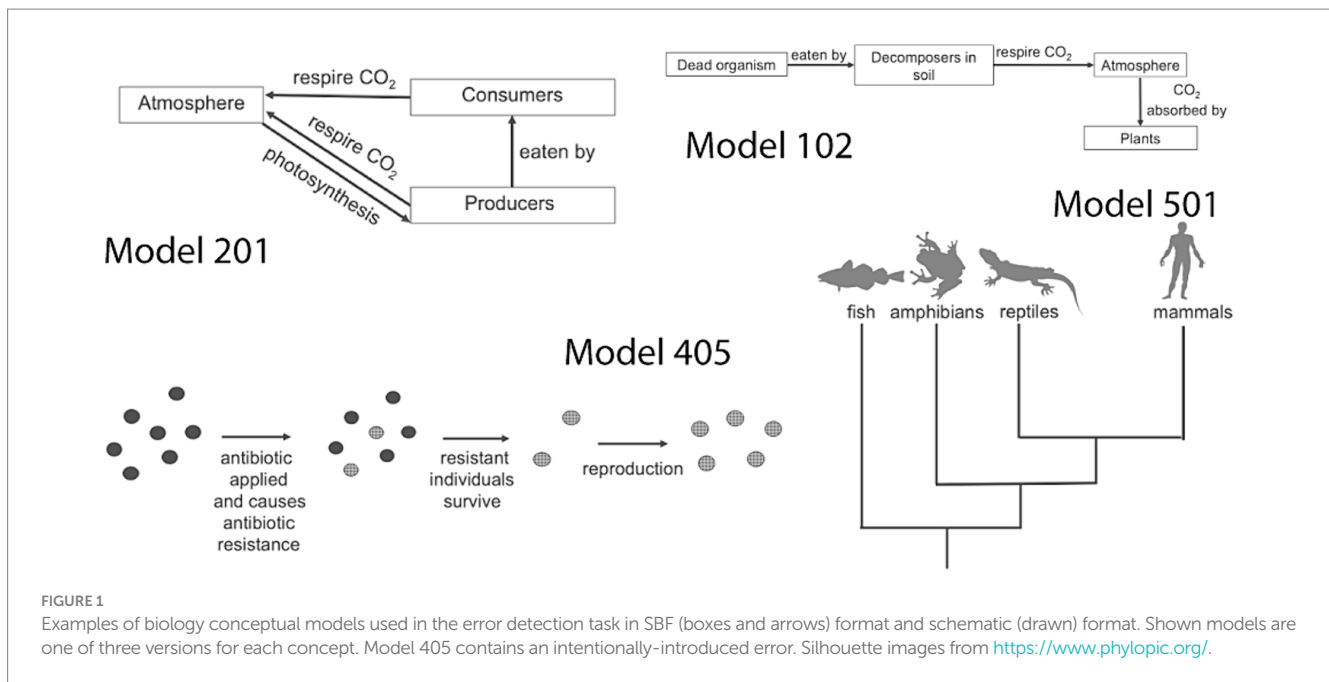 respire CO₂
Atmosphere
Consumers
respire CO₂
photosynthesis
eaten by
Producers
Model 201
Dead organism
eaten by
Decomposers in
soil
respire CO₂
Atmosphere
CO₂
absorbed by
Plants
Model 102
Model 501
fish
amphibians
reptiles
mammals
Model 405
antibiotic
applied
and causes
antibiotic
resistance
resistant
individuals
survive
reproduction
FIGURE 1
Examples of biology conceptual models used in the error detection task in SBF (boxes and arrows) format and schematic (drawn) format. Shown models are
one of three versions for each concept. Model 405 contains an intentionally-introduced error. Silhouette images from https://www.phylopic.org/.